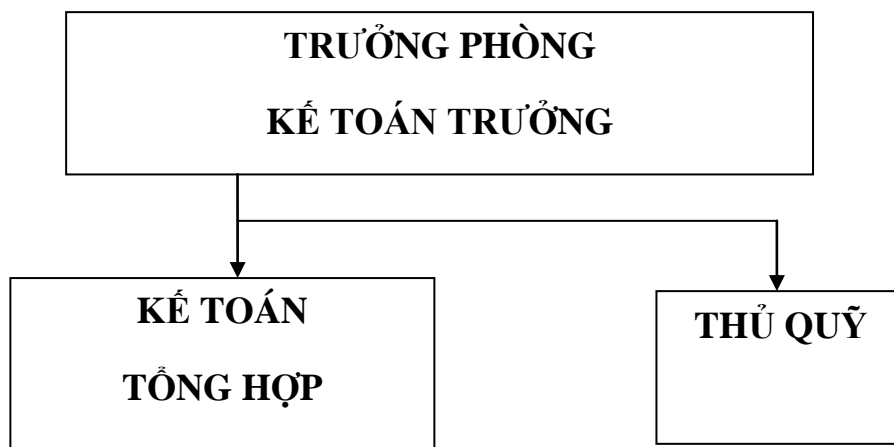 TRƯỞNG PHÒNG
KẾ TOÁN TRƯỞNG
KẾ TOÁN
TỔNG HỢP
THỦ QUỸ